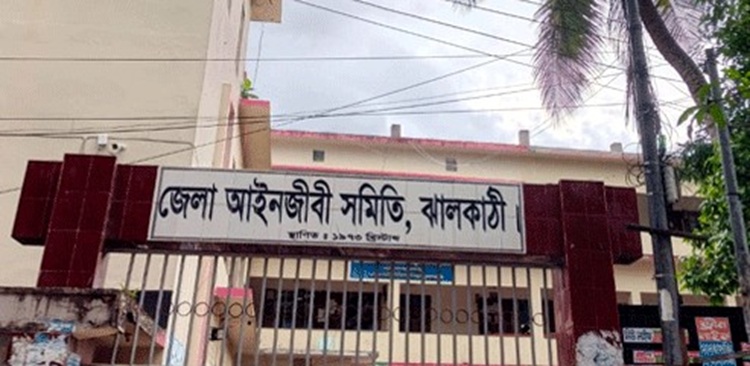 জেলা আইনজীবী সমিতি, ঝালকাঠী।
স্থাপিত : ১৯৭৩ খ্রিস্টাব্দ